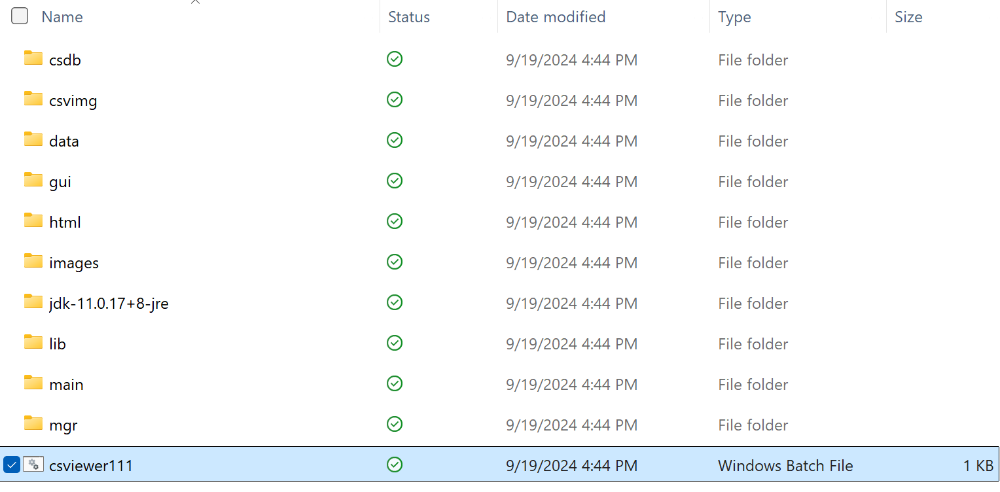 Name Status Date modified Type Size
csdb 9/19/2024 4:44 PM File folder
csvimg 9/19/2024 4:44 PM File folder
data 9/19/2024 4:44 PM File folder
gui 9/19/2024 4:44 PM File folder
html 9/19/2024 4:44 PM File folder
images 9/19/2024 4:44 PM File folder
jdk-11.0.17+8-jre 9/19/2024 4:44 PM File folder
lib 9/19/2024 4:44 PM File folder
main 9/19/2024 4:44 PM File folder
mgr 9/19/2024 4:44 PM File folder
csviewer111 9/19/2024 4:44 PM Windows Batch File 1 KB